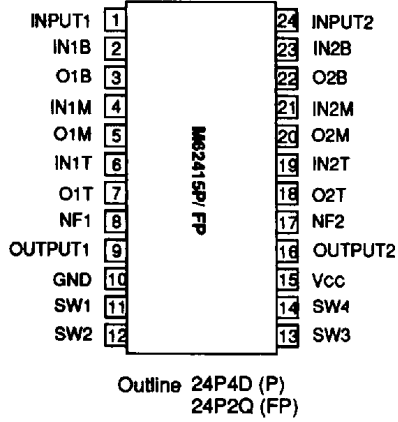 INPUT1 1 24 INPUT2
IN1B 2 23 IN2B
O1B 3 22 O2B
IN1M 4 21 IN2M
O1M 5 20 O2M
IN1T 6 19 IN2T
O1T 7 18 O2T
NF1 8 17 NF2
OUTPUT1 9 16 OUTPUT2
GND 10 15 Vcc
SW1 11 14 SW4
SW2 12 13 SW3
M62415P/ FP
Outline 24P4D (P)
24P2Q (FP)